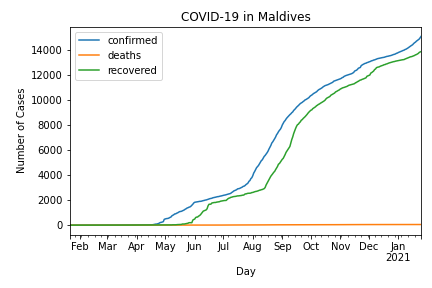 COVID-19 in Maldives
confirmed
deaths
recovered
Number of Cases
14000
12000
10000
8000
6000
4000
2000
0
Feb Mar Apr May Jun Jul Aug Sep Oct Nov Dec Jan
2021
Day